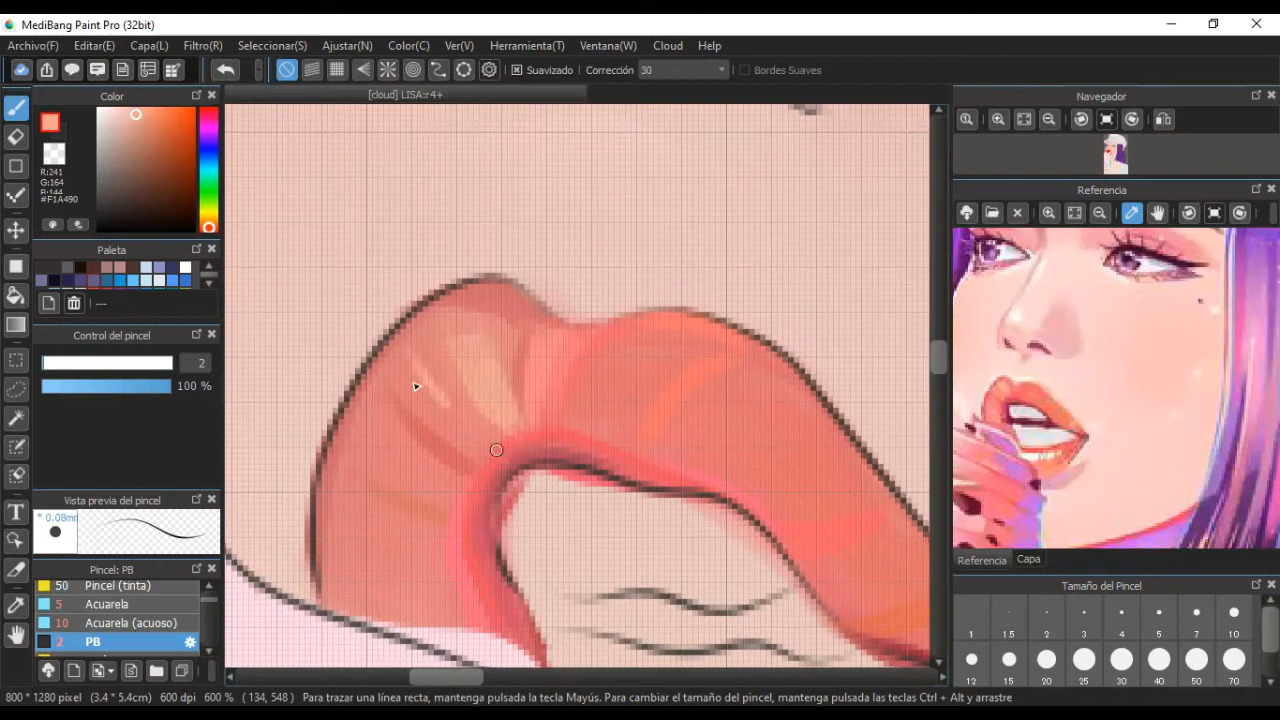 MediBang Paint Pro (32bit)
Archivo(F) Editar(E) Capa(L) Filtro(R) Seleccionar(S) Ajustar(N) Color(C) Ver(V) Herramienta(T) Ventana(W) Cloud Help
Suavizado Corrección 30 Bordes Suaves
Color
[cloud] LISA:r4+
Navegador
R:241
G:164
B:144
#F1A490
Referencia
Paleta
---
Control del pincel
2
100 %
Vista previa del pincel
* 0.08mm
Pincel: PB
50 Pincel (tinta)
5 Acuarela
10 Acuarela (acuoso)
2 PB
Referencia Capa
Tamaño del Pincel
1 1.5 2 3 4 5 7 10
12 15 20 25 30 40 50 70
800 * 1280 pixel (3.4 * 5.4cm) 600 dpi 600 % ( 134, 548 ) Para trazar una línea recta, mantenga pulsada la tecla Mayús. Para cambiar el tamaño del pincel, mantenga pulsadas las teclas Ctrl + Alt y arrastre